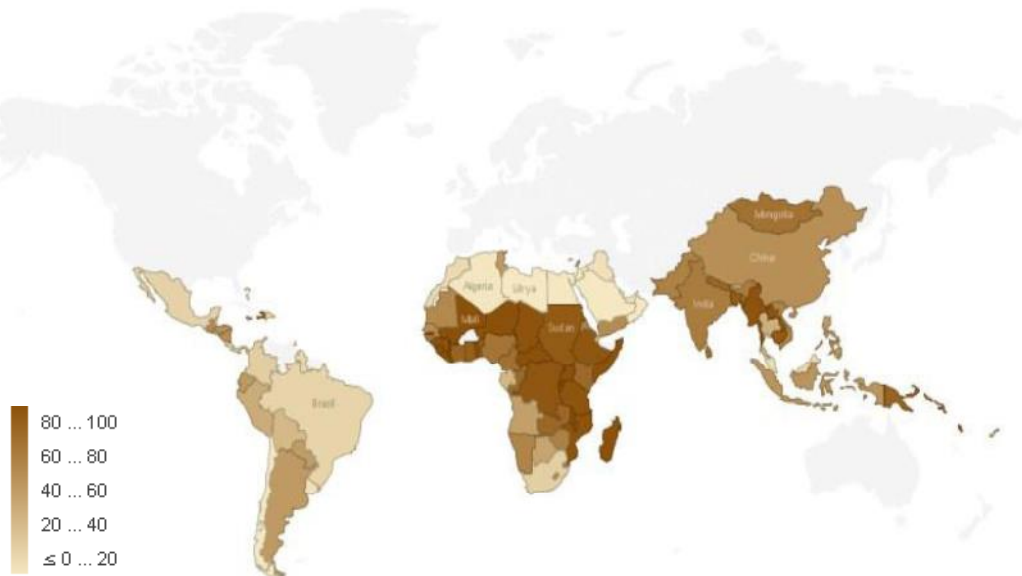 Mongolia
China
Algeria
Libya
India
Mali
Sudan
Brazil
80 ... 100
60 ... 80
40 ... 60
20 ... 40
≤ 0 ... 20